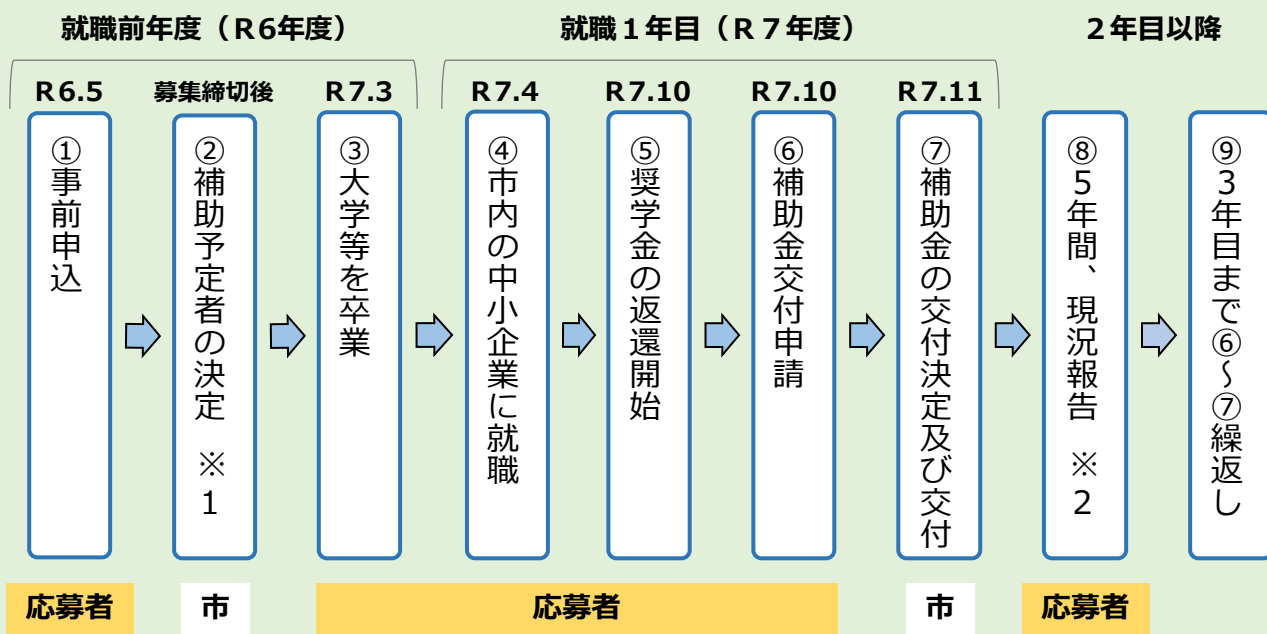 就職前年度（R6年度）
就職１年目（R７年度）
２年目以降
R6.5
募集締切後
R7.3
R7.4
R7.10
R7.10
R7.11
①事前申込
②補助予定者の決定　※1
③大学等を卒業
④市内の中小企業に就職
⑤奨学金の返還開始
⑥補助金交付申請
⑦補助金の交付決定及び交付
⑧5年間、現況報告　※2
⑨3年目まで⑥～⑦繰返し
応募者
市
応募者
市
応募者